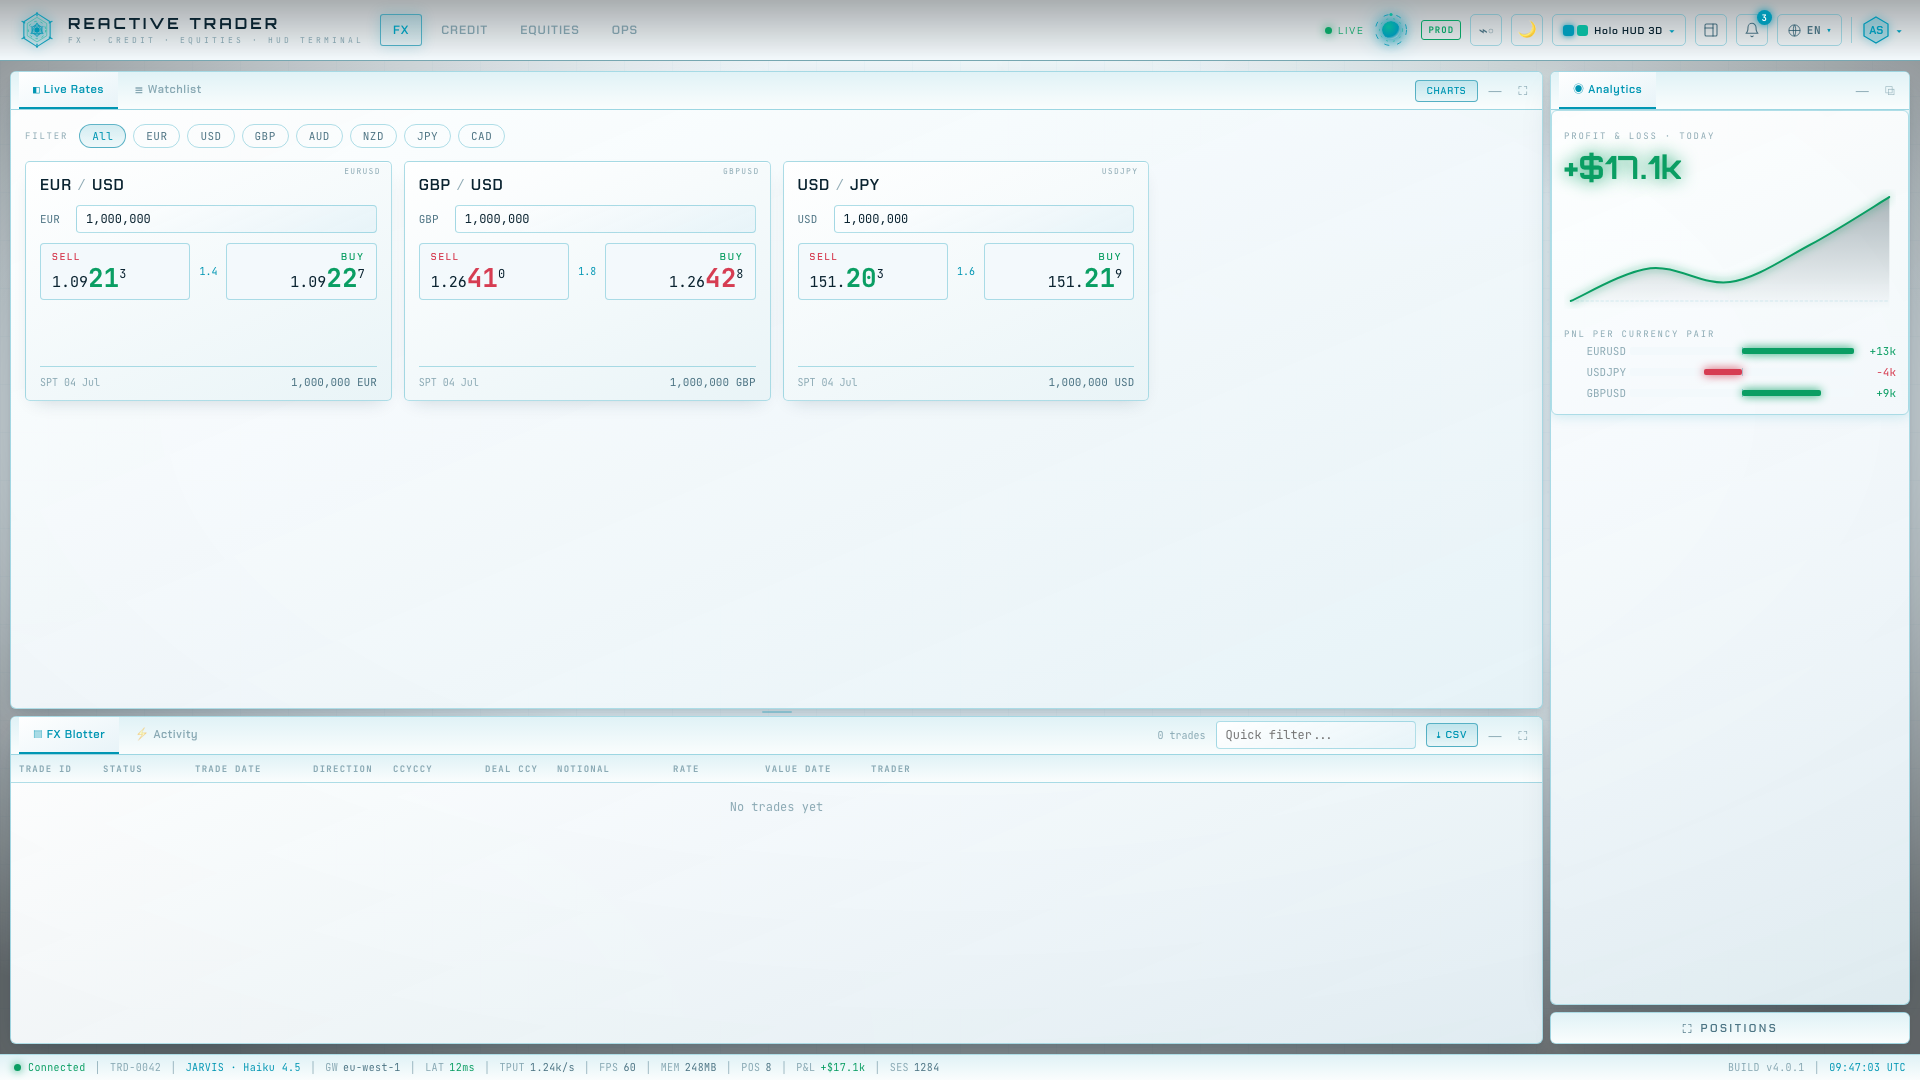 REACTIVE TRADER
FX · CREDIT · EQUITIES · HUD TERMINAL
FX CREDIT EQUITIES OPS
LIVE
PROD
Holo HUD 3D
3
EN
AS
Live Rates
Watchlist
CHARTS
FILTER All EUR USD GBP AUD NZD JPY CAD
EURUSD
EUR / USD
EUR 1,000,000
SELL
1.09213
1.4
BUY
1.09227
SPT 04 Jul 1,000,000 EUR
GBPUSD
GBP / USD
GBP 1,000,000
SELL
1.26410
1.8
BUY
1.26428
SPT 04 Jul 1,000,000 GBP
USDJPY
USD / JPY
USD 1,000,000
SELL
151.203
1.6
BUY
151.219
SPT 04 Jul 1,000,000 USD
Analytics
PROFIT & LOSS · TODAY
+$17.1k
PNL PER CURRENCY PAIR
EURUSD +13k
USDJPY -4k
GBPUSD +9k
POSITIONS
FX Blotter
Activity
0 trades
Quick filter...
↓ CSV
TRADE ID STATUS TRADE DATE DIRECTION CCYCCY DEAL CCY NOTIONAL RATE VALUE DATE TRADER
No trades yet
Connected TRD-0042 JARVIS · Haiku 4.5 GW eu-west-1 LAT 12ms TPUT 1.24k/s FPS 60 MEM 248MB POS 8 P&L +$17.1k SES 1284
BUILD v4.0.1 09:47:03 UTC